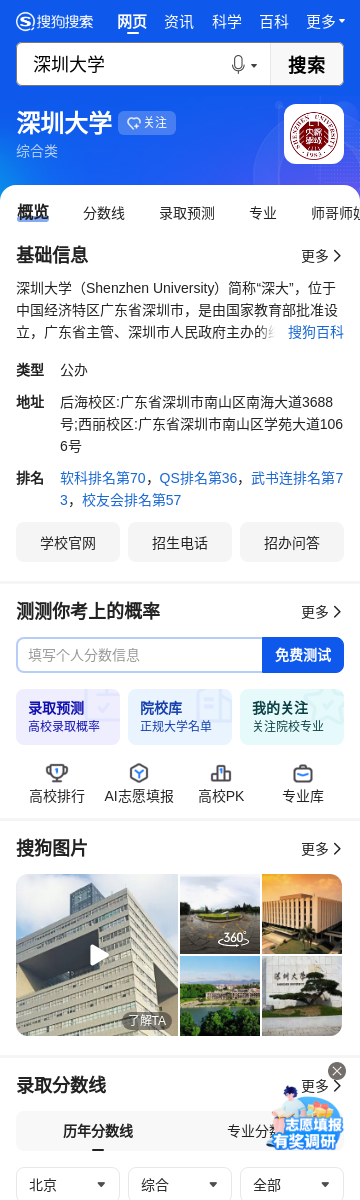 搜狗搜索 网页 资讯 科学 百科 更多
深圳大学 搜索
深圳大学 关注
综合类
SHENZHEN UNIVERSITY
·1983·
概览 分数线 录取预测 专业 师哥师
基础信息 更多
深圳大学（Shenzhen University）简称“深大”，位于
中国经济特区广东省深圳市，是由国家教育部批准设
立，广东省主管、深圳市人民政府主办的 搜狗百科
类型 公办
地址 后海校区:广东省深圳市南山区南海大道3688
号;西丽校区:广东省深圳市南山区学苑大道106
6号
排名 软科排名第70，QS排名第36，武书连排名第7
3，校友会排名第57
学校官网 招生电话 招办问答
测测你考上的概率 更多
填写个人分数信息 免费测试
录取预测 院校库 我的关注
高校录取概率 正规大学名单 关注院校专业
高校排行 AI志愿填报 高校PK 专业库
搜狗图片 更多
360°
深圳大學
了解TA
录取分数线 更多
历年分数线 专业分数
志愿填报
有奖调研
北京 综合 全部